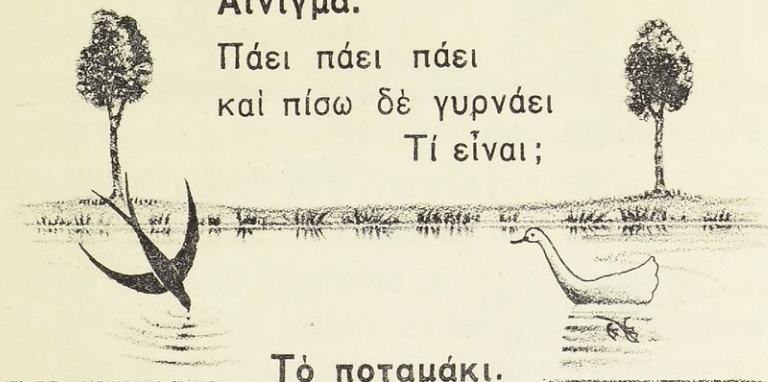 Αἴνιγμα.
Πάει πάει πάει
καὶ πίσω δὲ γυρνάει
Τί εἶναι;
Τὸ ποταμάκι.